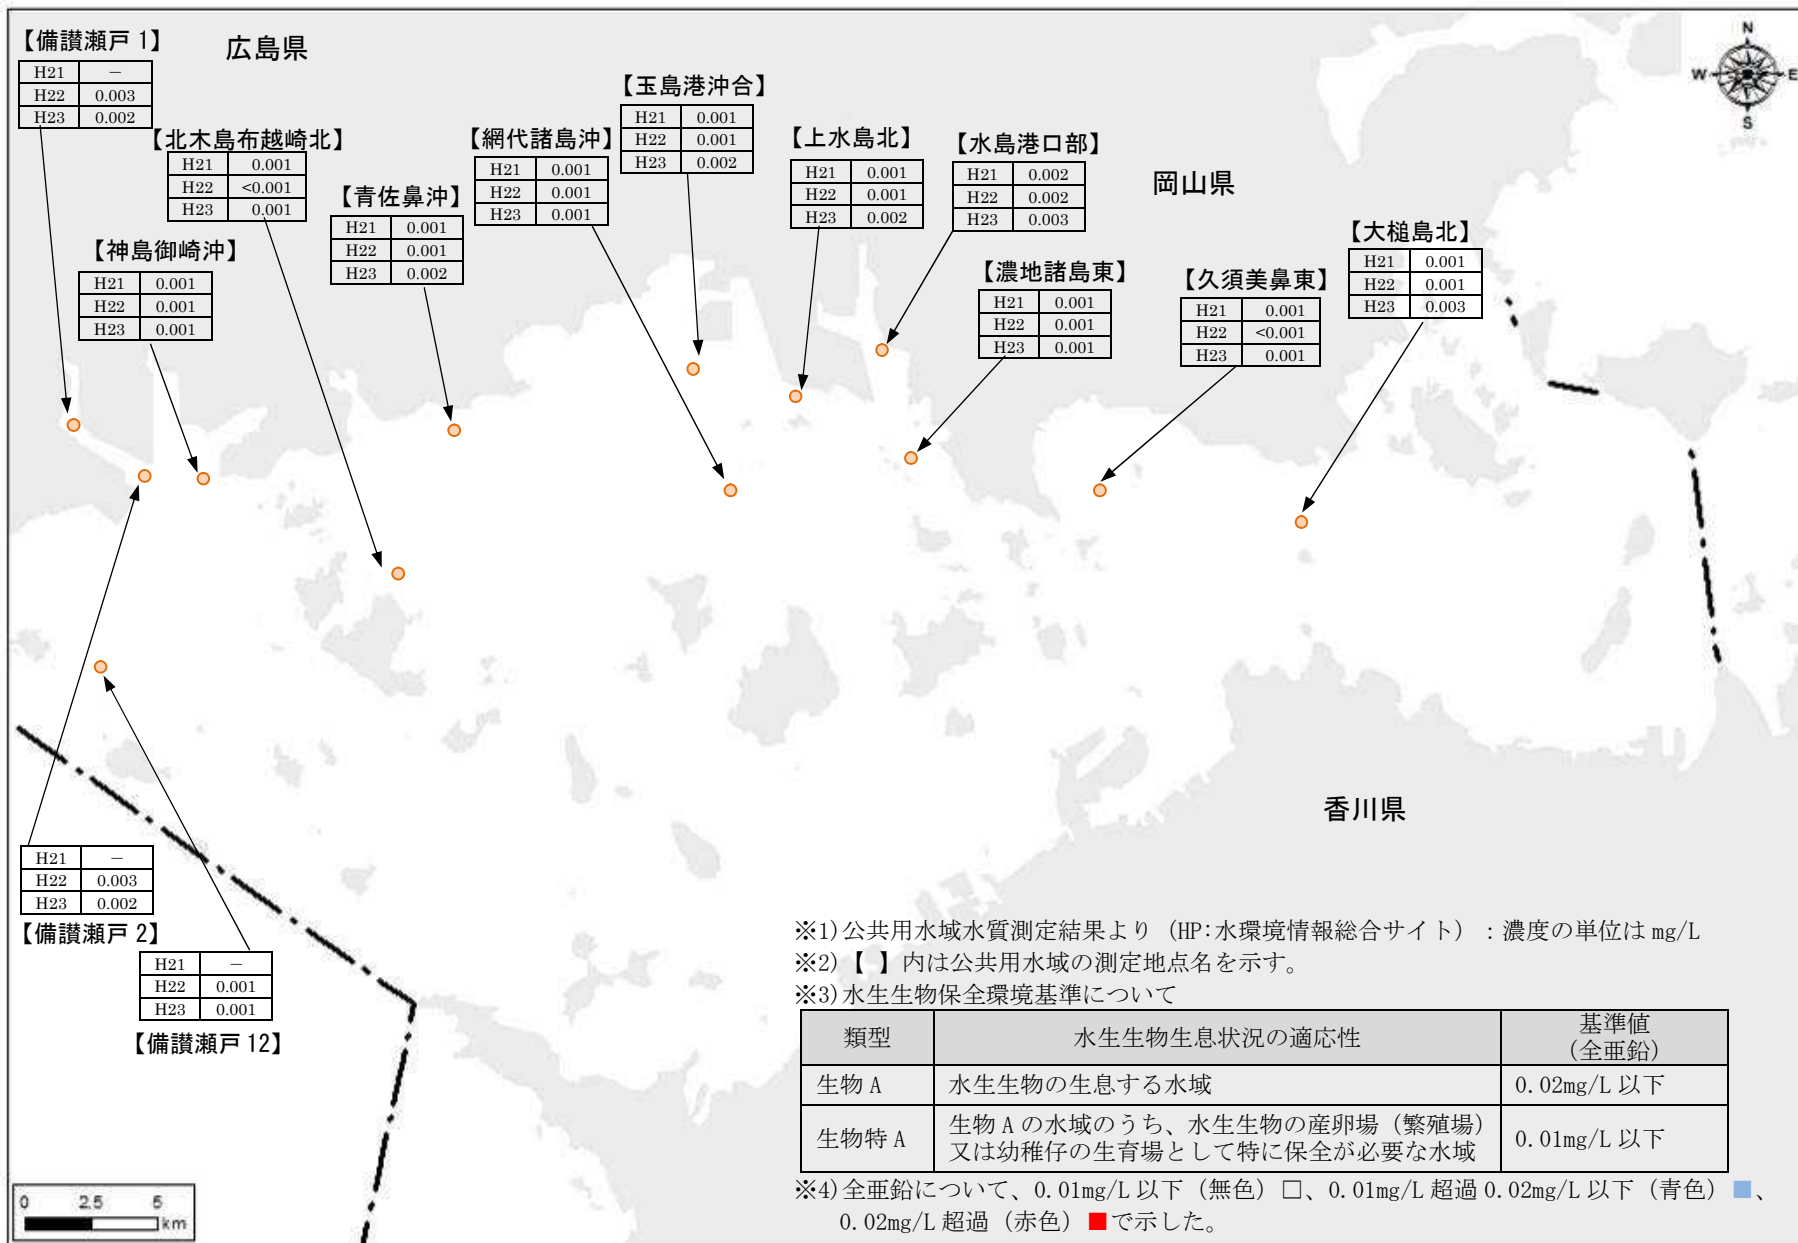 【備讃瀬戸 1】
H21 －
H22 0.003
H23 0.002
広島県
【北木島布越崎北】
H21 0.001
H22 <0.001
H23 0.001
【神島御崎沖】
H21 0.001
H22 0.001
H23 0.001
【青佐鼻沖】
H21 0.001
H22 0.001
H23 0.002
【網代諸島沖】
H21 0.001
H22 0.001
H23 0.001
【玉島港沖合】
H21 0.001
H22 0.001
H23 0.002
【上水島北】
H21 0.001
H22 0.001
H23 0.002
【水島港口部】
H21 0.002
H22 0.002
H23 0.003
岡山県
【濃地諸島東】
H21 0.001
H22 0.001
H23 0.001
【久須美鼻東】
H21 0.001
H22 <0.001
H23 0.001
【大槌島北】
H21 0.001
H22 0.001
H23 0.003
N
W E
S
香川県
H21 －
H22 0.003
H23 0.002
【備讃瀬戸 2】
H21 －
H22 0.001
H23 0.001
【備讃瀬戸 12】
0 2.5 5
km
※1)公共用水域水質測定結果より（HP:水環境情報総合サイト）：濃度の単位は mg/L
※2)【 】内は公共用水域の測定地点名を示す。
※3)水生生物保全環境基準について
類型 水生生物生息状況の適応性 基準値
(全亜鉛)
生物 A 水生生物の生息する水域 0.02mg/L 以下
生物特 A 生物 A の水域のうち、水生生物の産卵場（繁殖場）
又は幼稚仔の生育場として特に保全が必要な水域 0.01mg/L 以下
※4)全亜鉛について、0.01mg/L 以下（無色）□、0.01mg/L 超過 0.02mg/L 以下（青色）■、
0.02mg/L 超過（赤色）■で示した。